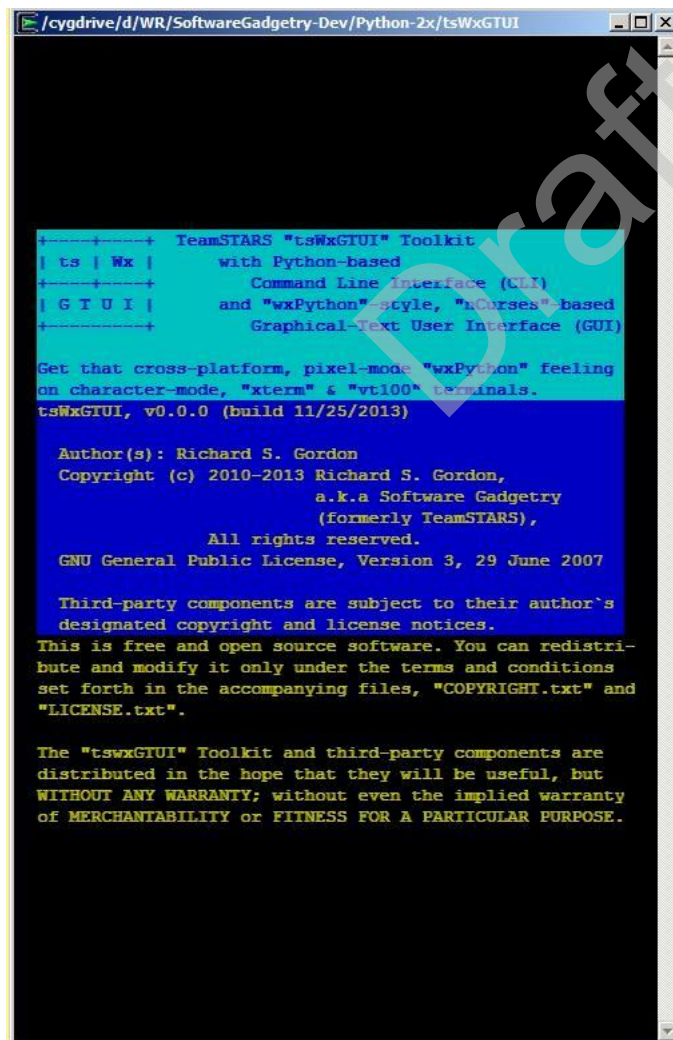 /cygdrive/d/WR/SoftwareGadgetry-Dev/Python-2x/tsWxGTUI
+----+----+  TeamSTARS "tsWxGTUI" Toolkit
| ts | Wx |      with Python-based
+----+----+         Command Line Interface (CLI)
| G T U I |      and "wxPython"-style, "nCurses"-based
+---------+         Graphical-Text User Interface (GUI)
Get that cross-platform, pixel-mode "wxPython" feeling
on character-mode, "xterm" & "vt100" terminals.
tsWxGTUI, v0.0.0 (build 11/25/2013)
Author(s): Richard S. Gordon
Copyright (c) 2010-2013 Richard S. Gordon,
a.k.a Software Gadgetry
(formerly TeamSTARS),
All rights reserved.
GNU General Public License, Version 3, 29 June 2007
Third-party components are subject to their author`s
designated copyright and license notices.
This is free and open source software. You can redistri-
bute and modify it only under the terms and conditions
set forth in the accompanying files, "COPYRIGHT.txt" and
"LICENSE.txt".
The "tswxGTUI" Toolkit and third-party components are
distributed in the hope that they will be useful, but
WITHOUT ANY WARRANTY; without even the implied warranty
of MERCHANTABILITY or FITNESS FOR A PARTICULAR PURPOSE.
Draft